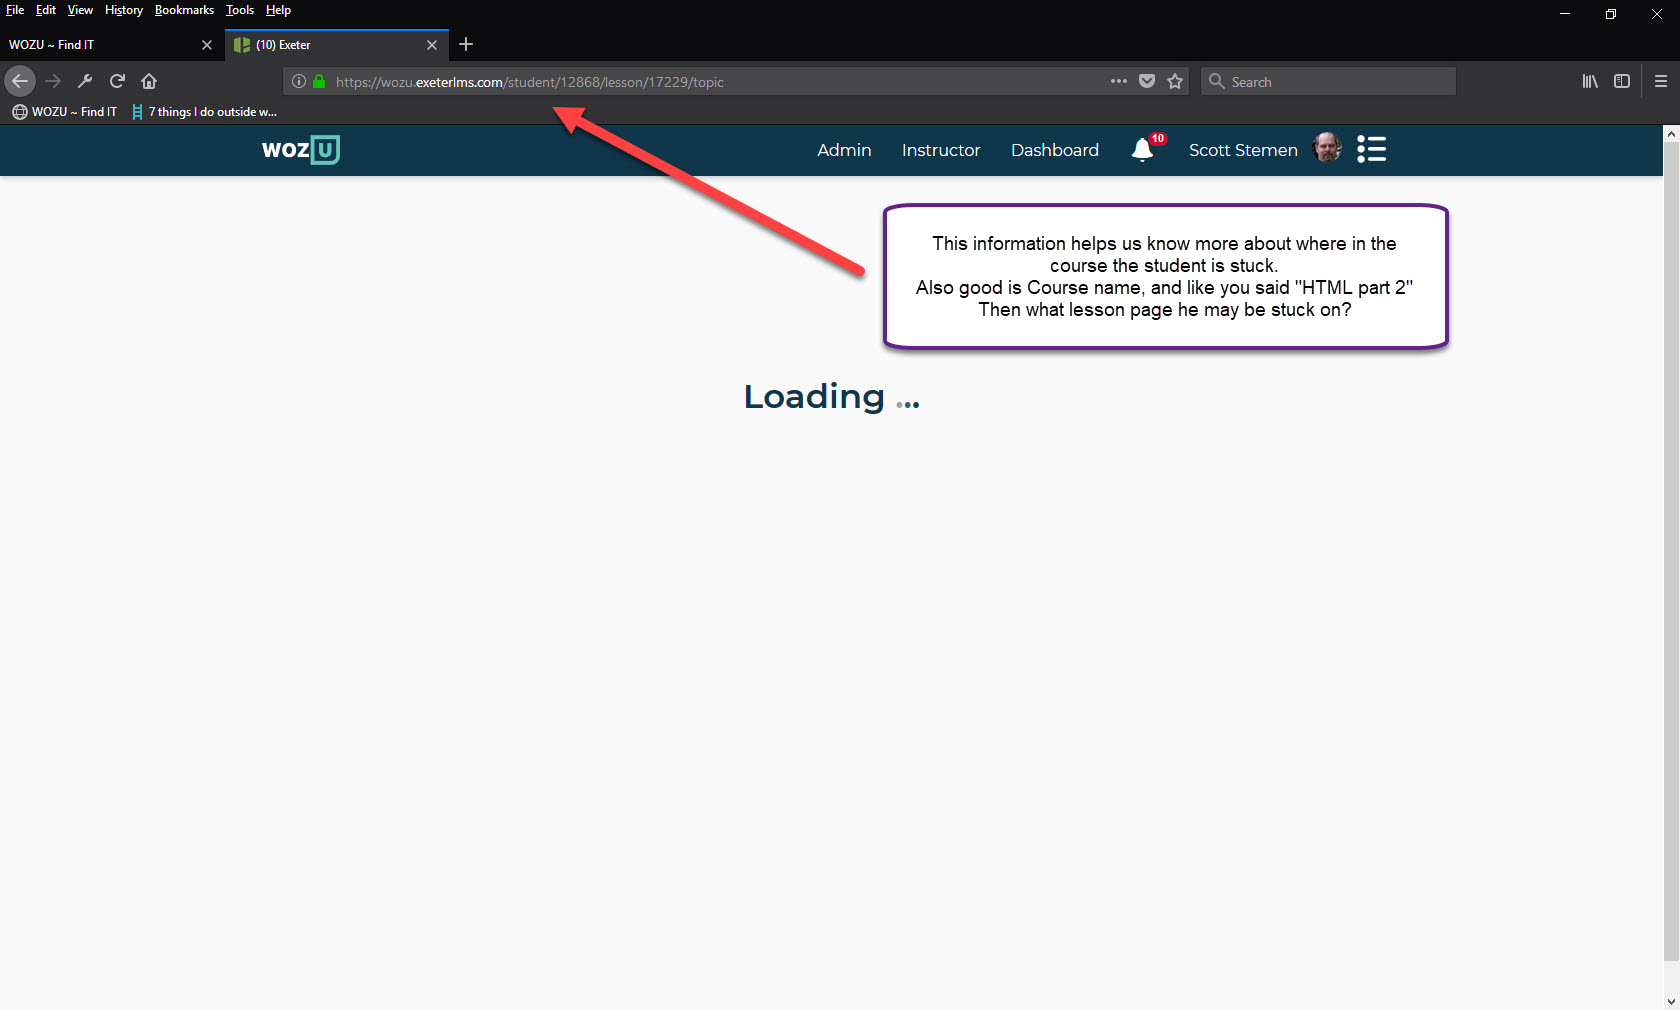 File Edit View History Bookmarks Tools Help
WOZU ~ Find IT
(10) Exeter
https://wozu.exeterlms.com/student/12868/lesson/17229/topic
Search
WOZU ~ Find IT
7 things I do outside w...
WOZU
Admin
Instructor
Dashboard
10
Scott Stemen
This information helps us know more about where in the
course the student is stuck.
Also good is Course name, and like you said "HTML part 2"
Then what lesson page he may be stuck on?
Loading ...